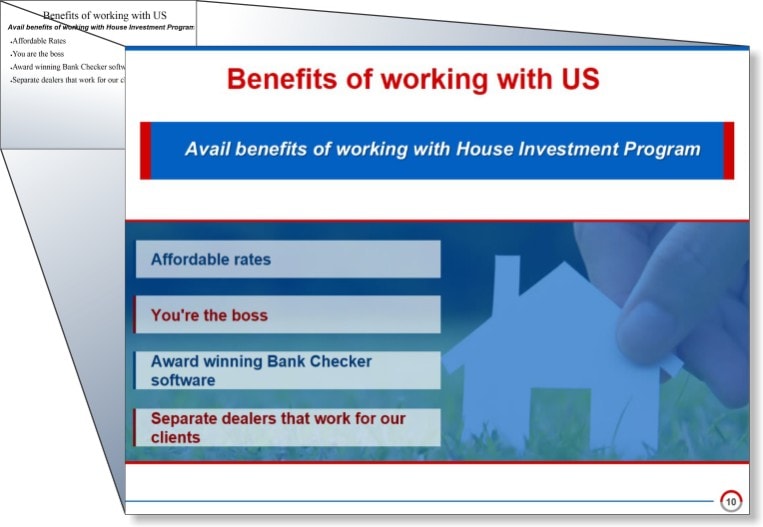 Benefits of working with US
Avail benefits of working with House Investment Program
•Affordable Rates
•You are the boss
•Award winning Bank Checker
•Separate dealers that work for our
Benefits of working with US
Avail benefits of working with House Investment Program
Affordable rates
You're the boss
Award winning Bank Checker
software
Separate dealers that work for our
clients
10